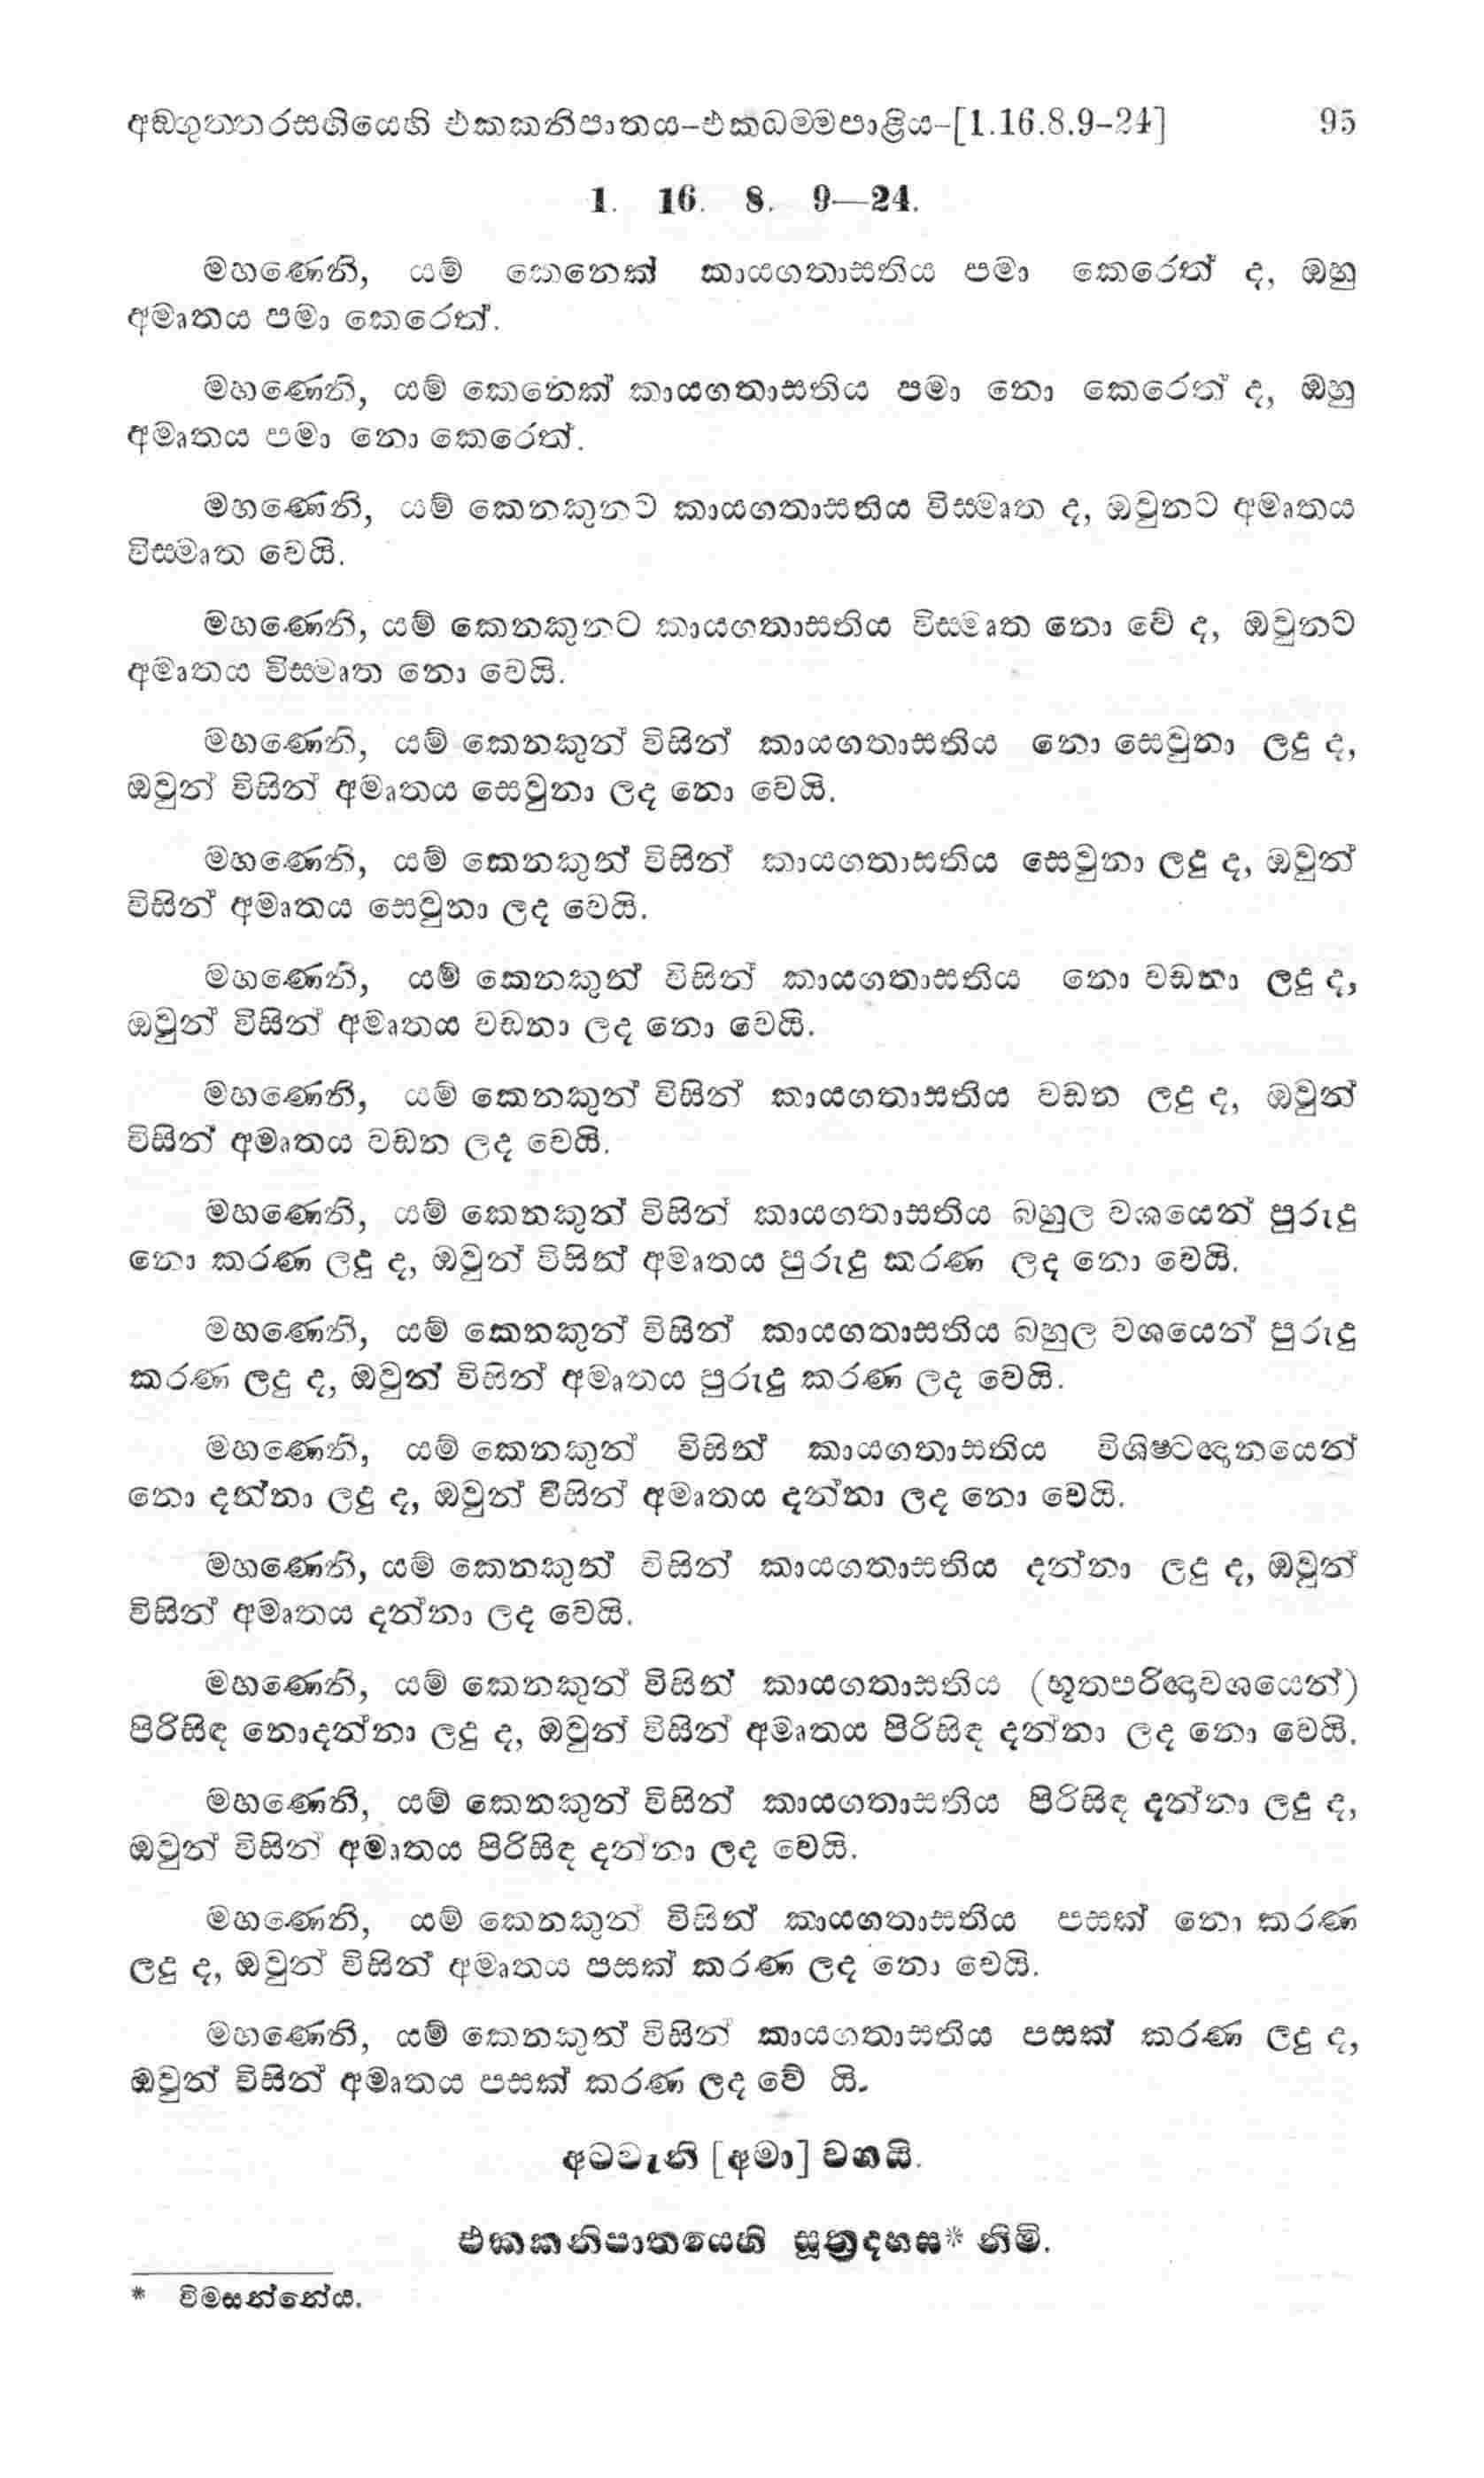 අඞගුතතරසඟියෙහි එකකනිපාතය–එකධමමපාළිය–[1.16.8.9–24] 95
1. 16. 8. 9—24.
මහණෙනි, යම් කෙනෙක් කායගතාසතිය පමා කෙරෙත් ද, ඔහු
අමෘතය පමා කෙරෙත්.
මහණෙනි, යම් කෙනෙක් කායගතාසතිය පමා නො කෙරෙත් ද, ඔහු
අමෘතය පමා නො කෙරෙත්.
මහණෙනි, යම් කෙනකුනට කායගතාසතිය විසමෘත ද, ඔවුනට අමෘතය
විසමෘත වෙයි.
මහණෙනි, යම් කෙනකුනට කායගතාසතිය විසමෘත නො වේ ද, ඔවුනට
අමෘතය විසමෘත නො වෙයි.
මහණෙනි, යම් කෙනකුන් විසින් කායගතාසතිය නො සෙවුනා ලදු ද,
ඔවුන් විසින් අමෘතය සෙවුනා ලද නො වෙයි.
මහණෙනි, යම් කෙනකුන් විසින් කායගතාසතිය සෙවුනා ලදු ද, ඔවුන්
විසින් අමෘතය සෙවුනා ලද වෙයි.
මහණෙනි, යම් කෙනකුන් විසින් කායගතාසතිය නො වඩනා ලදු ද,
ඔවුන් විසින් අමෘතය වඩනා ලද නො වෙයි.
මහණෙනි, යම් කෙනකුන් විසින් කායගතාසතිය වඩන ලදු ද, ඔවුන්
විසින් අමෘතය වඩන ලද වෙයි.
මහණෙනි, යම් කෙනකුන් විසින් කායගතාසතිය බහුල වශයෙන් පුරුදු
නො කරණ ලදු ද, ඔවුන් විසින් අමෘතය පුරුදු කරණ ලද නො වෙයි.
මහණෙනි, යම් කෙනකුන් විසින් කායගතාසතිය බහුල වශයෙන් පුරුදු
කරණ ලදු ද, ඔවුන් විසින් අමෘතය පුරුදු කරණ ලද වෙයි.
මහණෙනි, යම් කෙනකුන් විසින් කායගතාසතිය විශිෂටඥනයෙන්
නො දන්නා ලදු ද, ඔවුන් විසින් අමෘතය දන්නා ලද නො වෙයි.
මහණෙනි, යම් කෙනකුන් විසින් කායගතාසතිය දන්නා ලදු ද, ඔවුන්
විසින් අමෘතය දන්නා ලද වෙයි.
මහණෙනි, යම් කෙනකුන් විසින් කායගතාසතිය (භූතපරිඥවශයෙන්)
පිරිසිඳ නොදන්නා ලදු ද, ඔවුන් විසින් අමෘතය පිරිසිඳ දන්නා ලද නො වෙයි.
මහණෙනි, යම් කෙනකුන් විසින් කායගතාසතිය පිරිසිඳ දන්නා ලදු ද,
ඔවුන් විසින් අමෘතය පිරිසිඳ දන්නා ලද වෙයි.
මහණෙනි, යම් කෙනකුන් විසින් කායගතාසතිය පසක් නො කරණ
ලදු ද, ඔවුන් විසින් අමෘතය පසක් කරණ ලද නො වෙයි.
මහණෙනි, යම් කෙනකුන් විසින් කායගතාසතිය පසක් කරණ ලදු ද,
ඔවුන් විසින් අමෘතය පසක් කරණ ලද වේ යි.
අටවැනි [අමා] වගයි.
එකකනිපාතයෙහි සූත්‍රදහස* නිමි.
* විමසන්නේය.